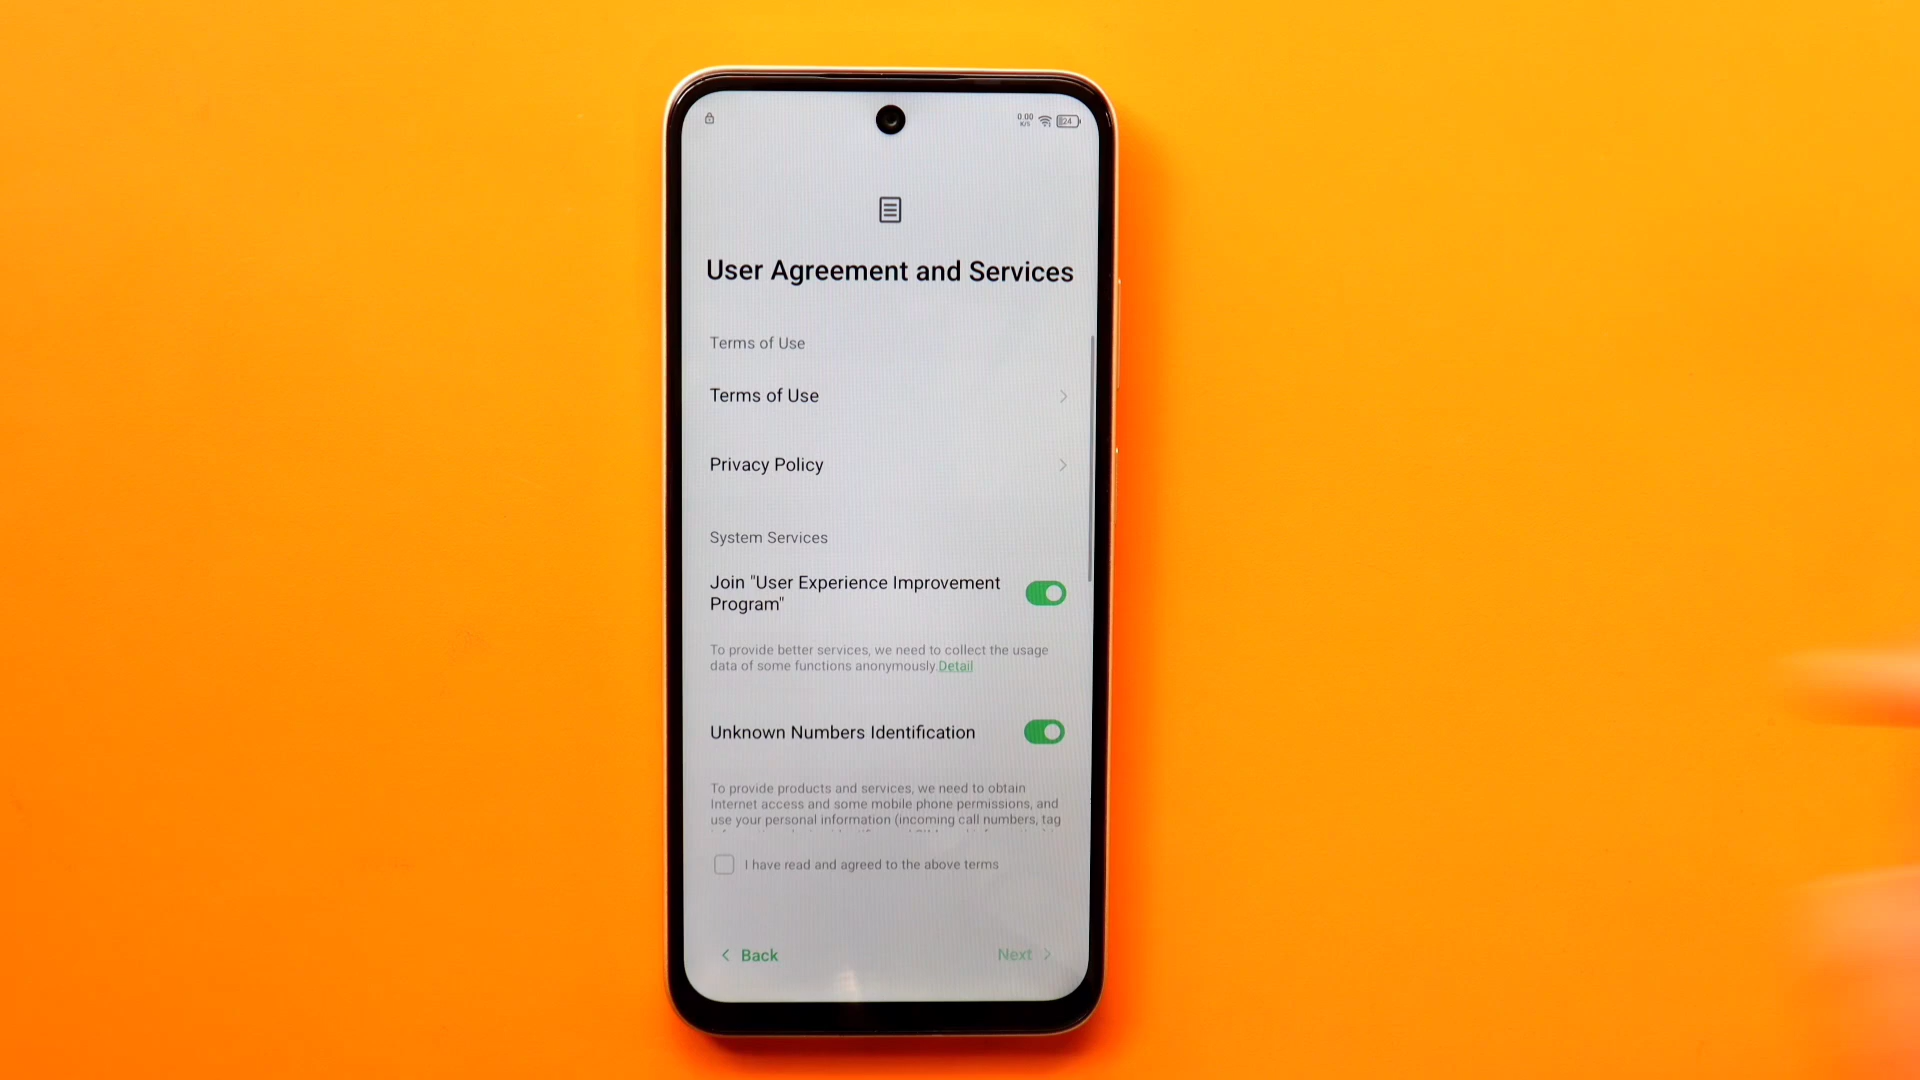 0.00
K/S
24
User Agreement and Services
Terms of Use
Terms of Use
Privacy Policy
System Services
Join "User Experience Improvement
Program"
To provide better services, we need to collect the usage
data of some functions anonymously.Detail
Unknown Numbers Identification
To provide products and services, we need to obtain
Internet access and some mobile phone permissions, and
use your personal information (incoming call numbers, tag
I have read and agreed to the above terms
Back
Next